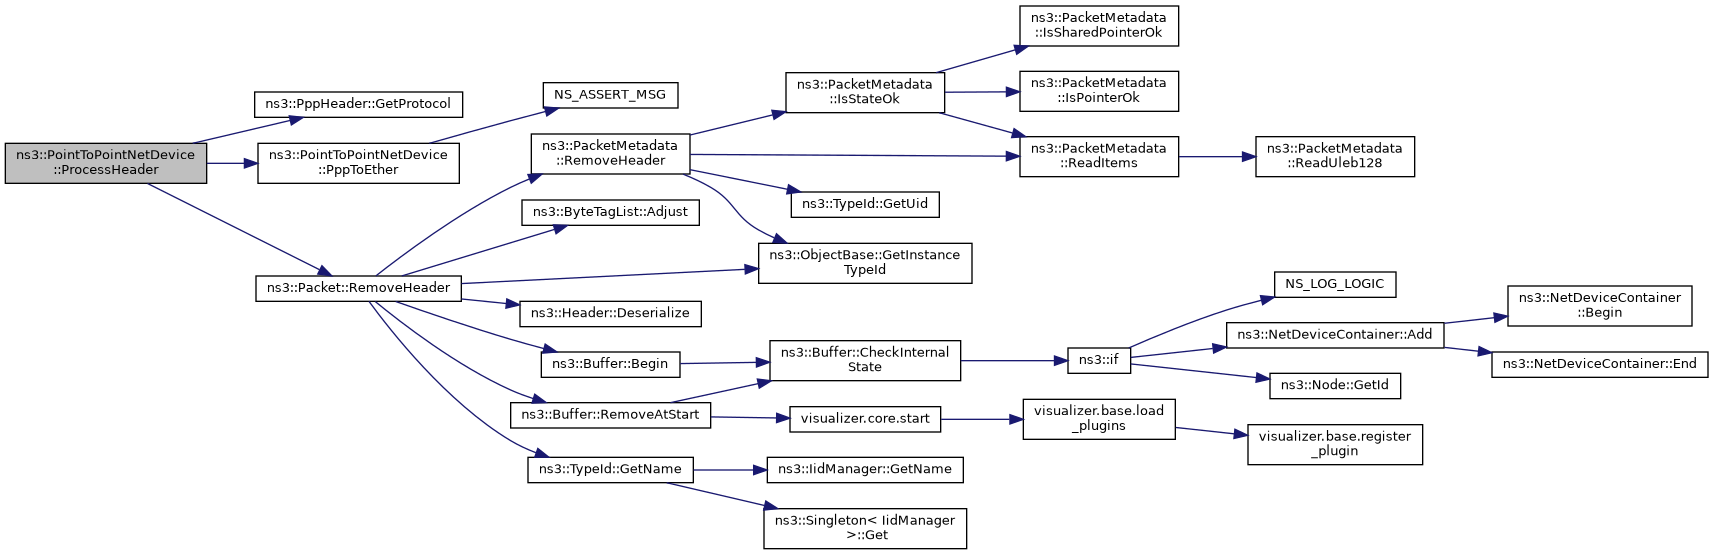 ns3::PointToPointNetDevice
::ProcessHeader
ns3::PppHeader::GetProtocol
ns3::PointToPointNetDevice
::PppToEther
NS_ASSERT_MSG
ns3::Packet::RemoveHeader
ns3::PacketMetadata
::RemoveHeader
ns3::PacketMetadata
::IsStateOk
ns3::PacketMetadata
::IsSharedPointerOk
ns3::PacketMetadata
::IsPointerOk
ns3::PacketMetadata
::ReadItems
ns3::PacketMetadata
::ReadUleb128
ns3::TypeId::GetUid
ns3::ByteTagList::Adjust
ns3::ObjectBase::GetInstance
TypeId
ns3::Header::Deserialize
ns3::Buffer::Begin
ns3::Buffer::CheckInternal
State
ns3::if
NS_LOG_LOGIC
ns3::NetDeviceContainer::Add
ns3::NetDeviceContainer
::Begin
ns3::NetDeviceContainer::End
ns3::Node::GetId
ns3::Buffer::RemoveAtStart
visualizer.core.start
visualizer.base.load
_plugins
visualizer.base.register
_plugin
ns3::TypeId::GetName
ns3::IidManager::GetName
ns3::Singleton< IidManager
>::Get